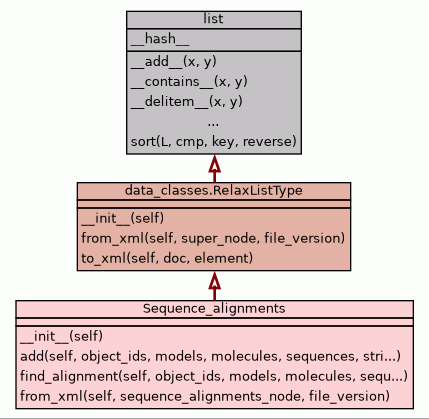 list
__hash__
__add__(x, y)
__contains__(x, y)
__delitem__(x, y)
...
sort(L, cmp, key, reverse)
data_classes.RelaxListType
__init__(self)
from_xml(self, super_node, file_version)
to_xml(self, doc, element)
Sequence_alignments
__init__(self)
add(self, object_ids, models, molecules, sequences, stri...)
find_alignment(self, object_ids, models, molecules, sequ...)
from_xml(self, sequence_alignments_node, file_version)